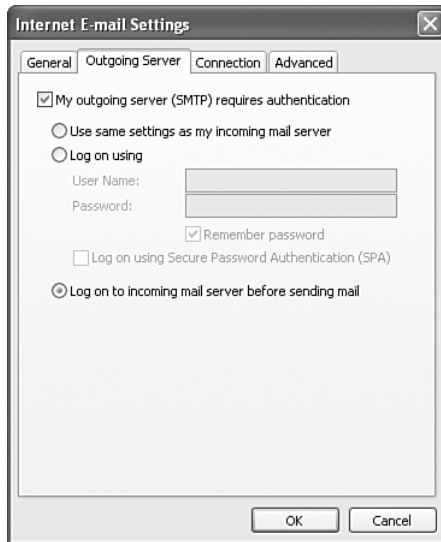 Internet E-mail Settings
General Outgoing Server Connection Advanced
My outgoing server (SMTP) requires authentication
Use same settings as my incoming mail server
Log on using
User Name:
Password:
Remember password
Log on using Secure Password Authentication (SPA)
Log on to incoming mail server before sending mail
OK Cancel